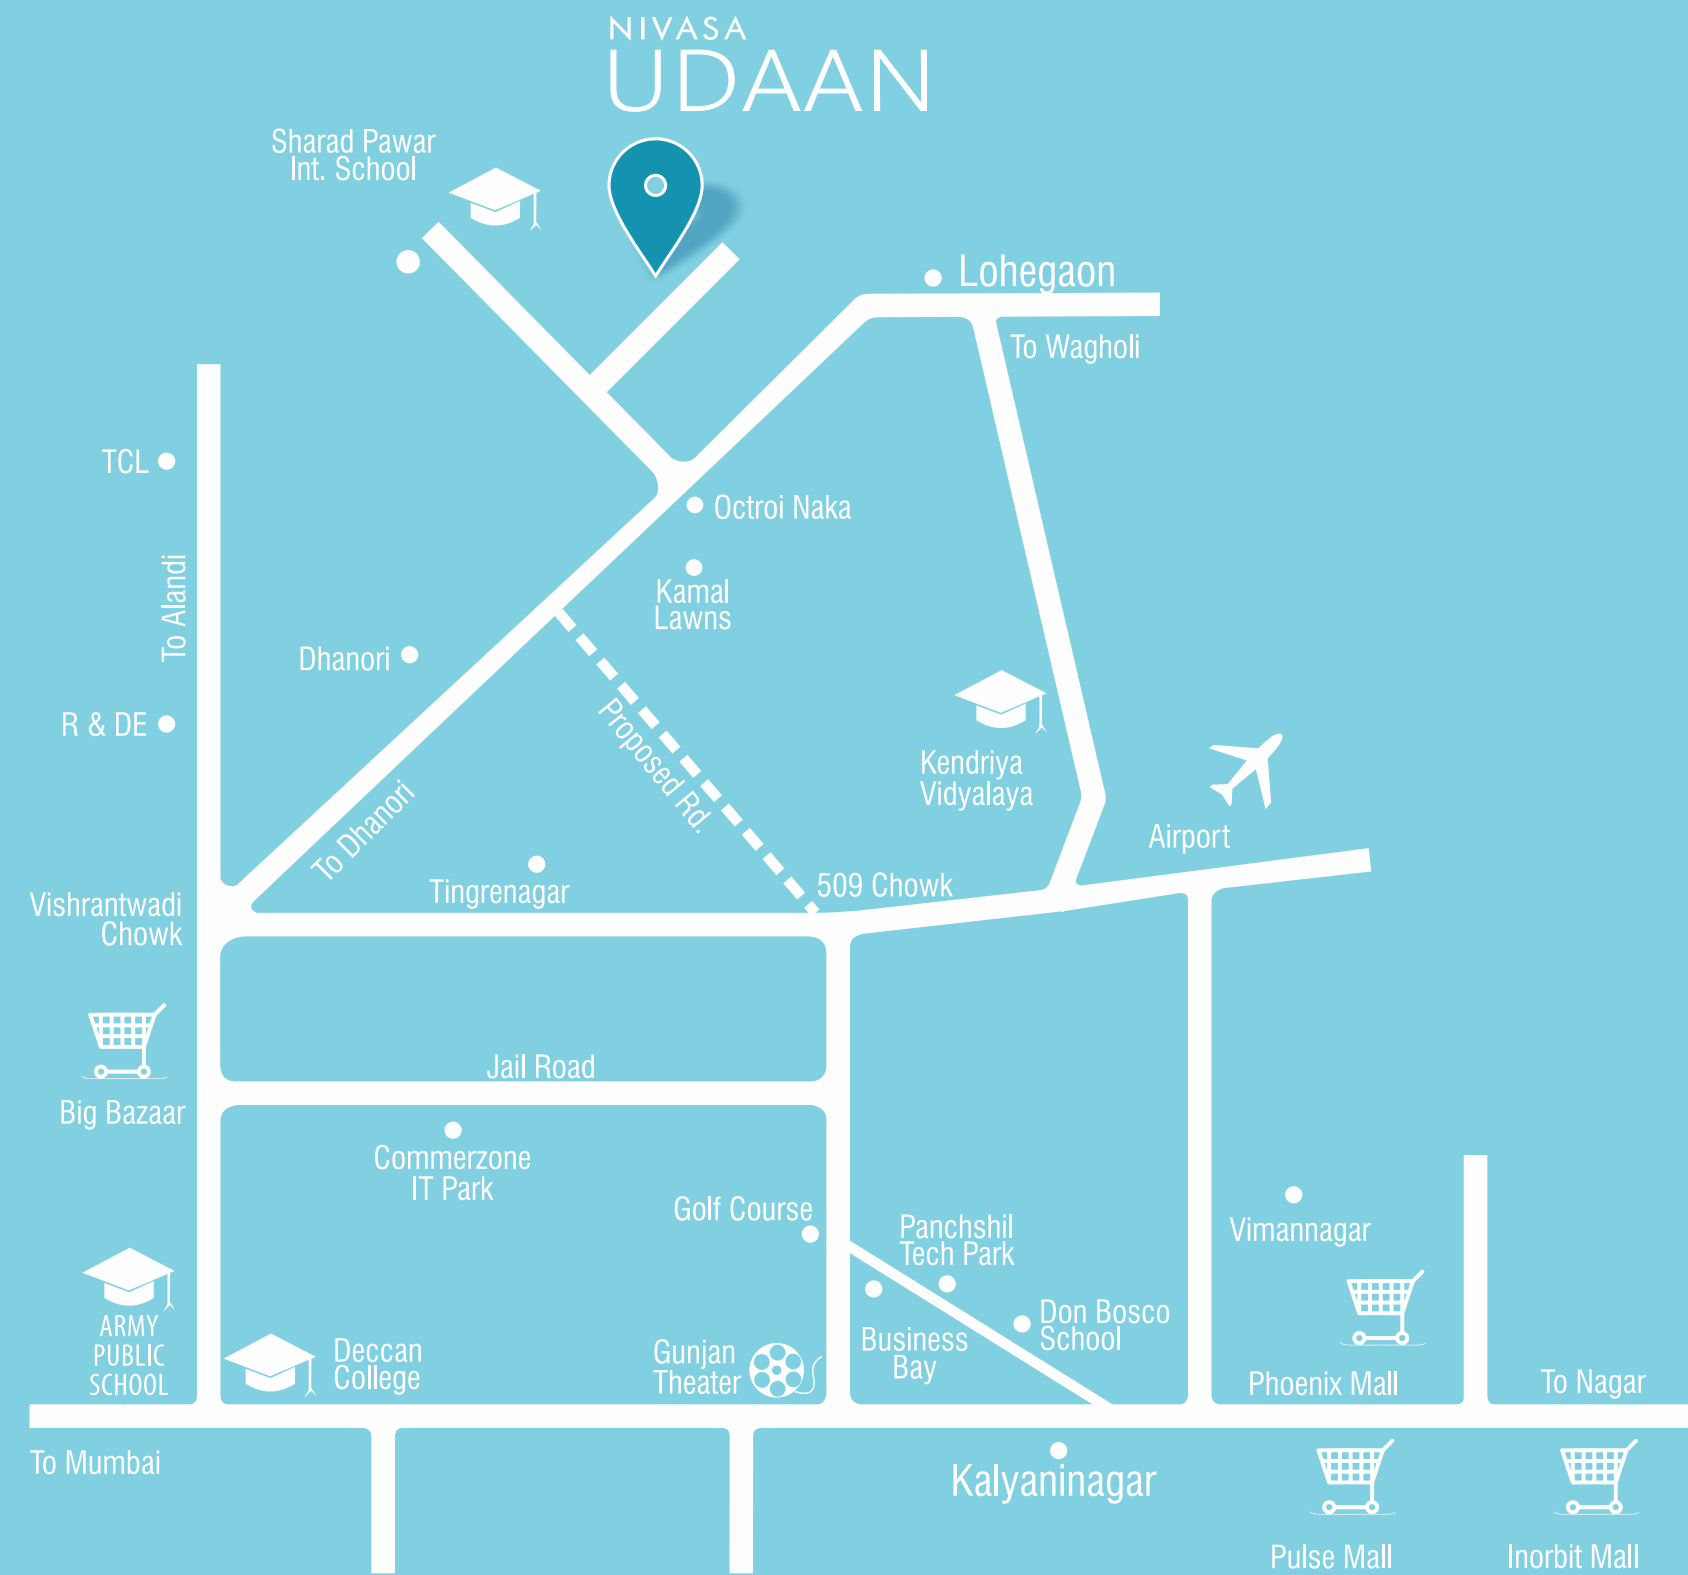 NIVASA
UDAAN
Sharad Pawar
Int. School
Lohegaon
To Wagholi
TCL
Octroi Naka
To Alandi
Kamal
Lawns
Dhanori
R & DE
Proposed Rd.
Kendriya
Vidyalaya
To Dhanori
Airport
Tingrenagar
509 Chowk
Vishrantwadi
Chowk
Jail Road
Big Bazaar
Commerzone
IT Park
Golf Course
Panchshil
Tech Park
Vimannagar
ARMY
PUBLIC
SCHOOL
Deccan
College
Gunjan
Theater
Business
Bay
Don Bosco
School
Phoenix Mall
To Nagar
To Mumbai
Kalyaninagar
Pulse Mall
Inorbit Mall